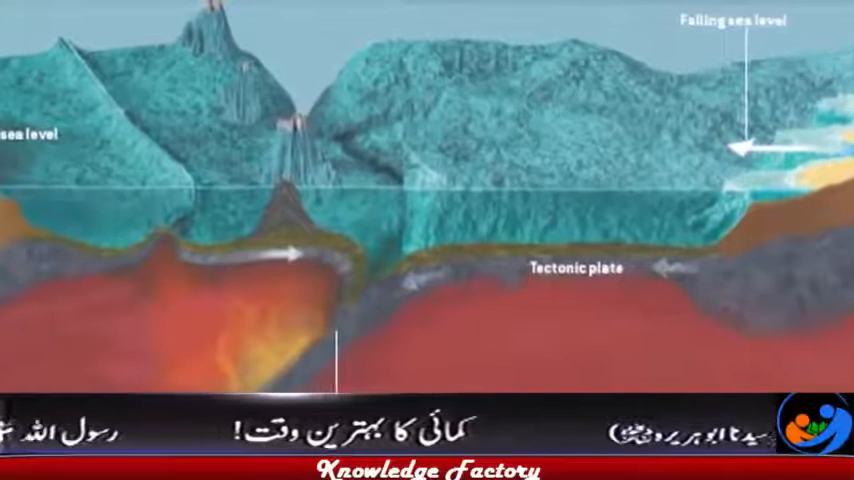 Falling sea level
sea level
Tectonic plate
سیدنا ابو ہریرہ
کمائی کا بہترین وقت!
رسول اللہ
Knowledge Factory